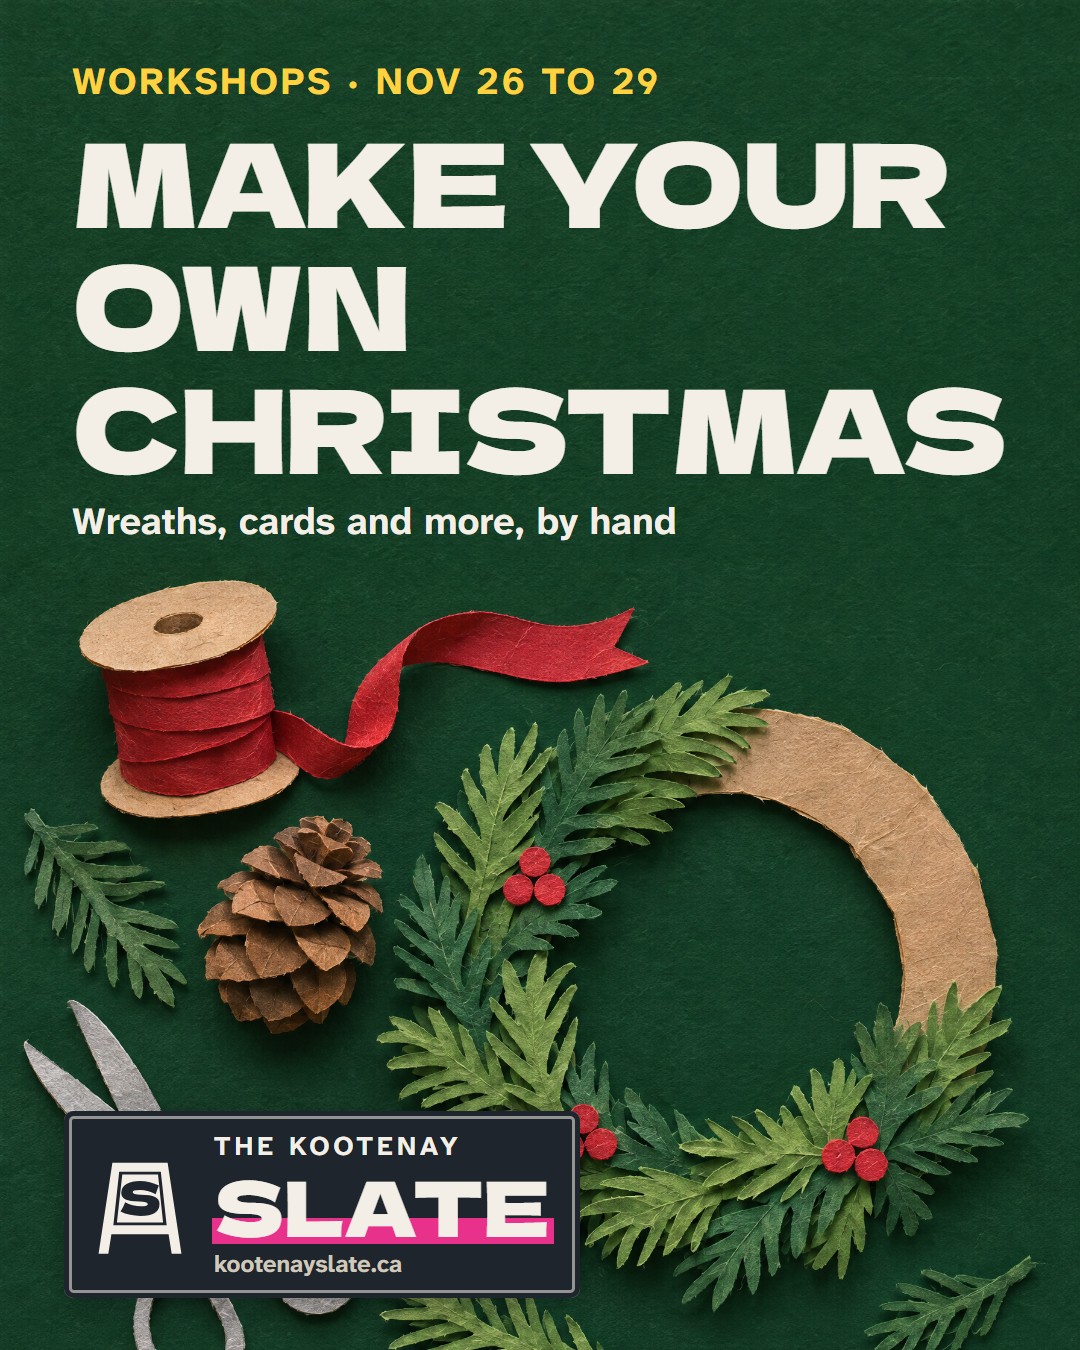 WORKSHOPS · NOV 26 TO 29
MAKE YOUR
OWN
CHRISTMAS
Wreaths, cards and more, by hand
S
THE KOOTENAY
SLATE
kootenayslate.ca